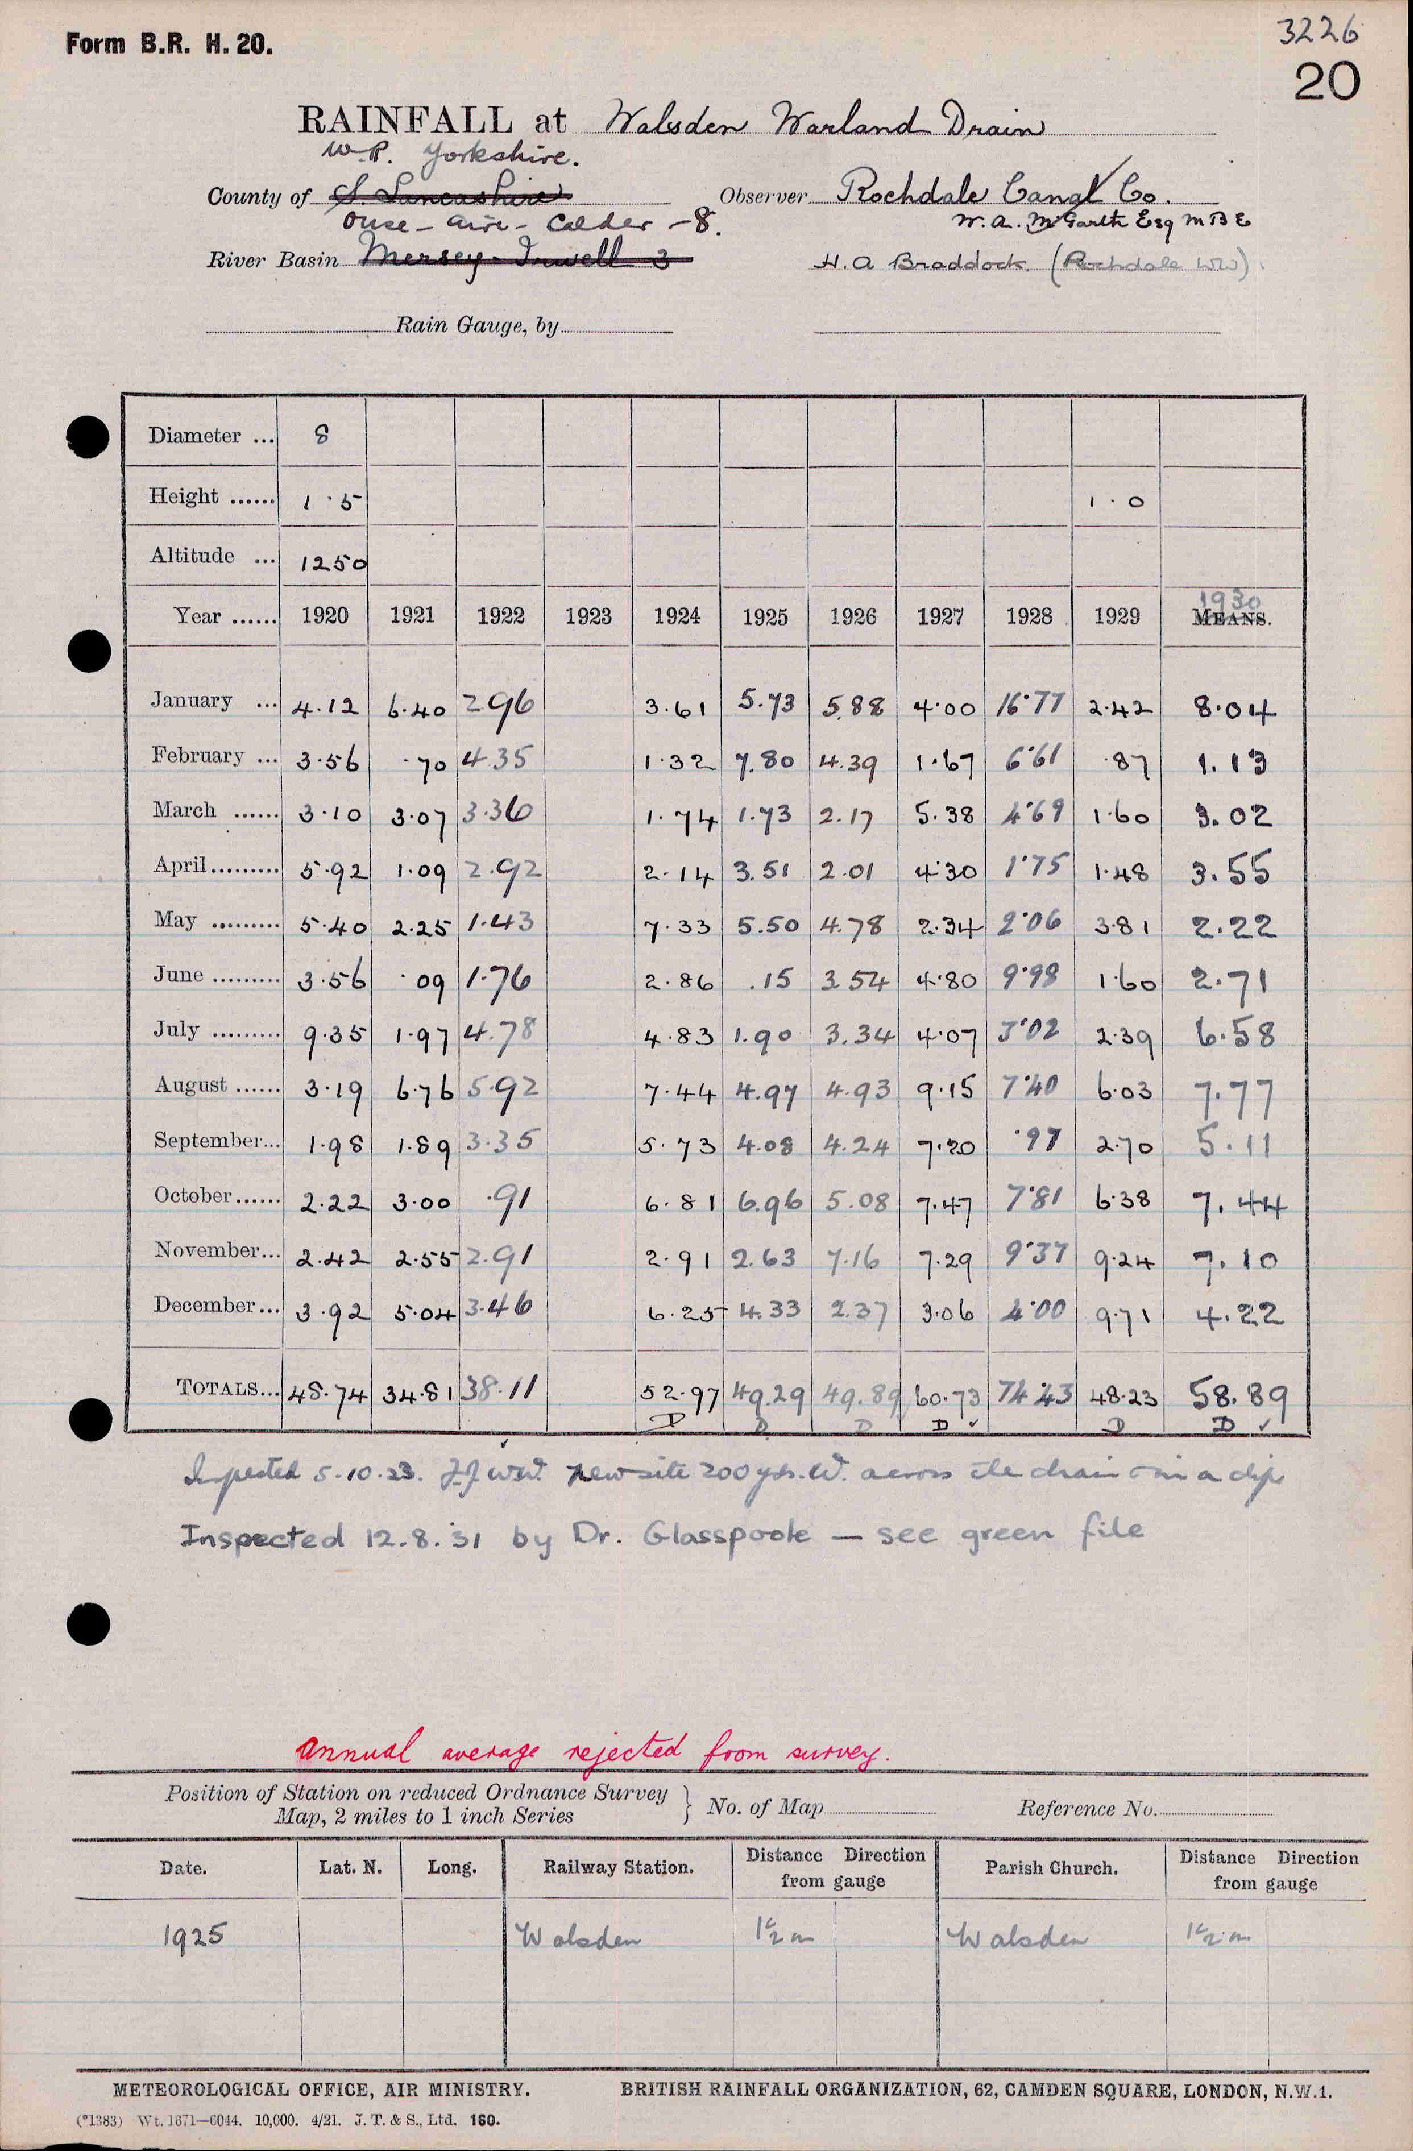 Form B.R. H. 20.
3226
20
RAINFALL at Walsden Warland Drain
W.R. Yorkshire.
County of S. Lancashire Observer Rochdale Canal Co.
Ouse - Aire - Calder - 8. W. A. McGarth Esq M B E
River Basin Mersey - Irwell 3 H. A Braddock. (Rochdale WW)
Rain Gauge, by
Diameter ... 8
Height ...... 1.5 1.0
Altitude ... 1250
1930
Year ...... 1920 1921 1922 1923 1924 1925 1926 1927 1928 1929 MEANS.
January ... 4.12 6.40 2.96 3.61 5.73 5.88 4.00 16.77 2.42 8.04
February ... 3.56 .70 4.35 1.32 7.80 4.39 1.67 6.61 .87 1.13
March ...... 3.10 3.07 3.36 1.74 1.73 2.17 5.38 4.69 1.60 3.02
April......... 5.92 1.09 2.92 2.14 3.51 2.01 4.30 1.75 1.48 3.55
May ......... 5.40 2.25 1.43 7.33 5.50 4.78 2.34 2.06 3.81 2.22
June ......... 3.56 .09 1.76 2.86 .15 3.54 4.80 9.98 1.60 2.71
July ......... 9.35 1.97 4.78 4.83 1.90 3.34 4.07 3.02 2.39 6.58
August ...... 3.19 6.76 5.92 7.44 4.97 4.93 9.15 7.40 6.03 7.77
September... 1.98 1.89 3.35 5.73 4.08 4.24 7.20 .97 2.70 5.11
October...... 2.22 3.00 .91 6.81 6.96 5.08 7.47 7.81 6.38 7.44
November... 2.42 2.55 2.91 2.91 2.63 7.16 7.29 9.37 9.24 7.10
December... 3.92 5.04 3.46 6.25 4.33 2.37 3.06 4.00 9.71 4.22
TOTALS... 48.74 34.81 38.11 52.97 49.29 49.89 60.73 74.43 48.23 58.89
D D D D ✓ D D ✓
Inspected 5.10.23. new site 200 yds. W. across the drain in a dip
Inspected 12.8.31 by Dr. Glasspoole — see green file
Annual average rejected from survey.
Position of Station on reduced Ordnance Survey
Map, 2 miles to 1 inch Series } No. of Map Reference No.
Date. Lat. N. Long. Railway Station. Distance Direction from gauge Parish Church. Distance Direction from gauge
1925 Walsden 1½ m Walsden 1½ m
METEOROLOGICAL OFFICE, AIR MINISTRY. BRITISH RAINFALL ORGANIZATION, 62, CAMDEN SQUARE, LONDON, N.W.1.
(*1383) Wt. 1871—6044. 10,000. 4/21. J. T. & S., Ltd. 160.